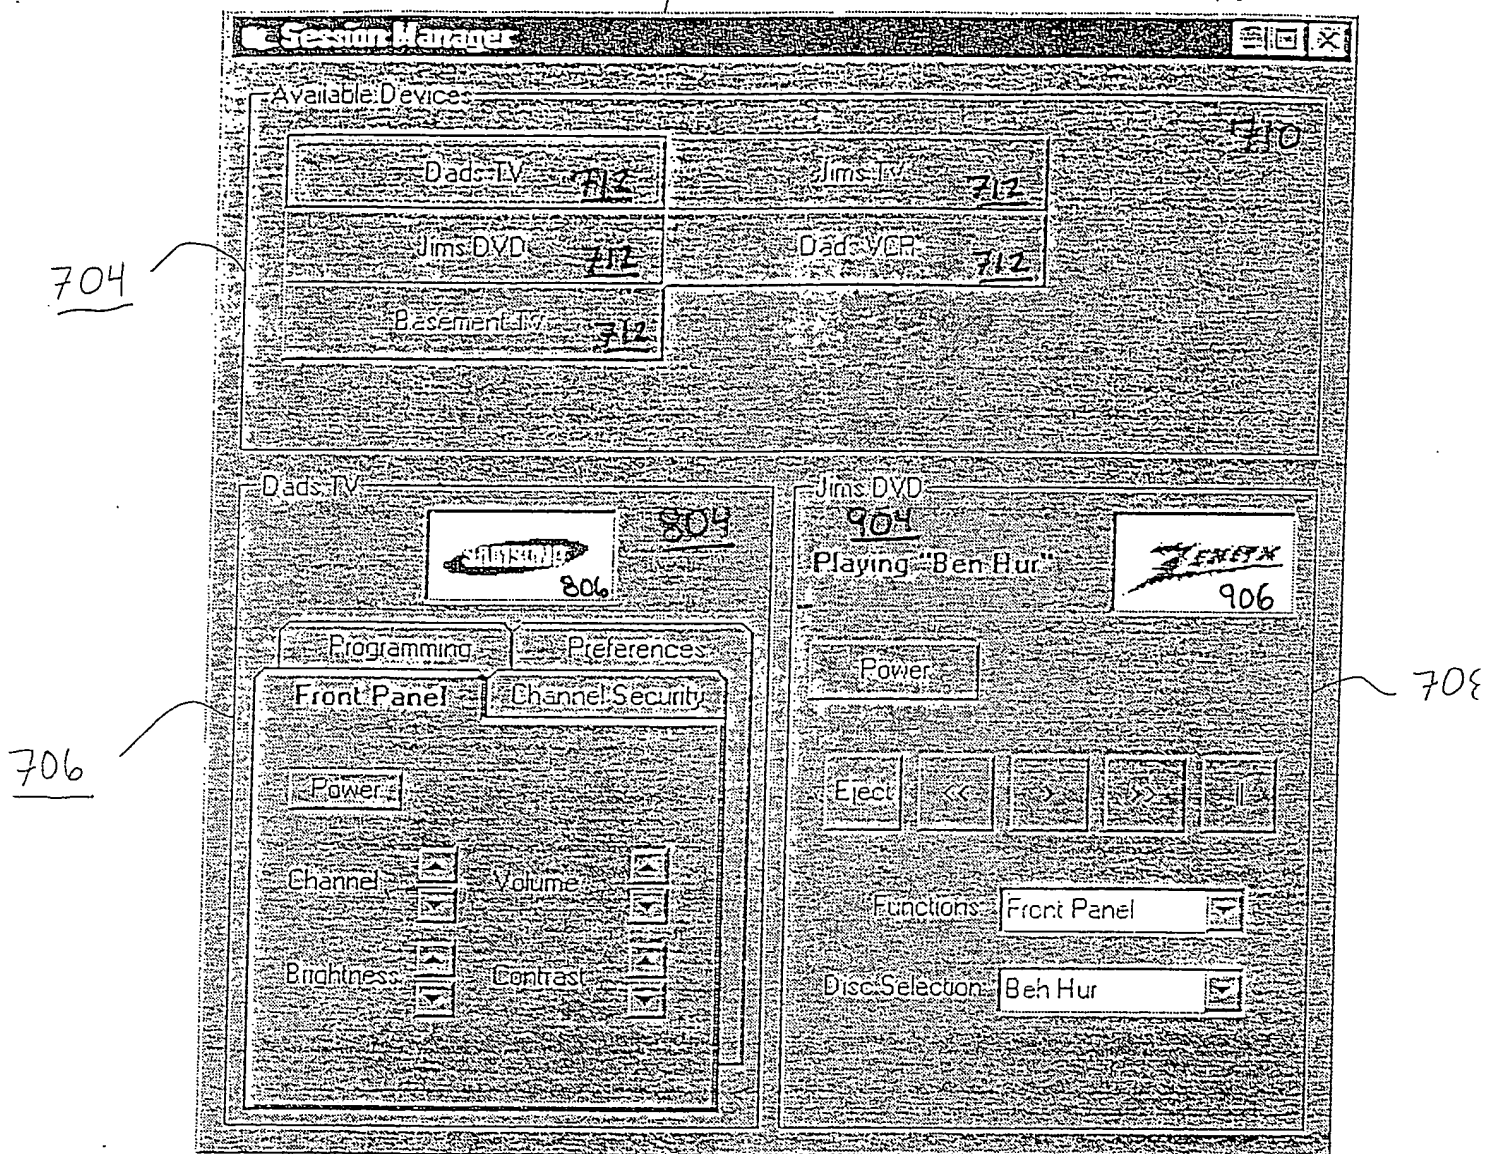 Session Manager
Available Devices
710
Dads TV 712
Jims TV 712
Jims DVD 712
Dads VCR 712
704
Basement Tv 712
Dads TV
804
SAMSUNG
806
Jims DVD
904
Playing "Ben Hur"
ZENITH
906
Programming
Preferences
Front Panel
Channel Security
706
Power
Channel
Volume
Brightness
Contrast
Power
Eject << > >> ||
Functions: Front Panel
Disc Selection: Beh Hur